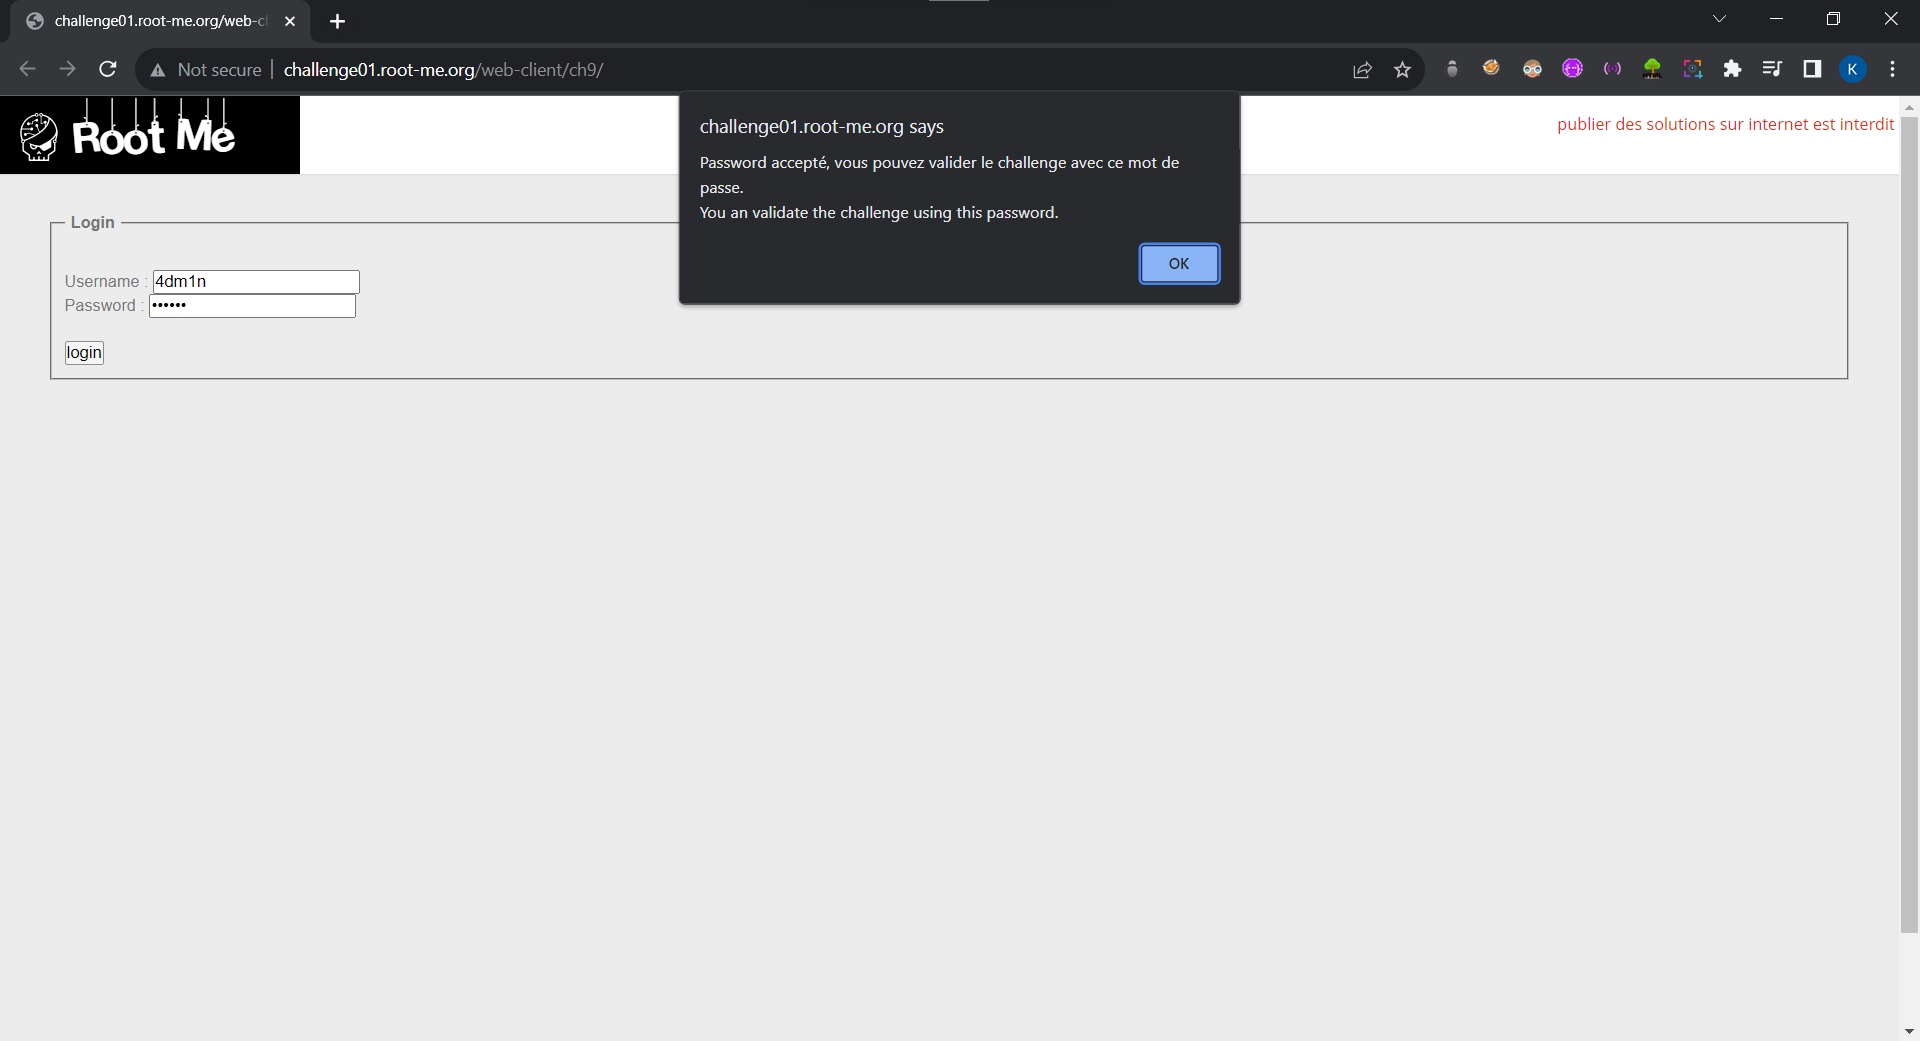 challenge01.root-me.org/web-cl
Not secure challenge01.root-me.org/web-client/ch9/
K
Root Me
publier des solutions sur internet est interdit
challenge01.root-me.org says
Password accepté, vous pouvez valider le challenge avec ce mot de
passe.
You an validate the challenge using this password.
OK
Login
Username : 4dm1n
Password : ••••••
login